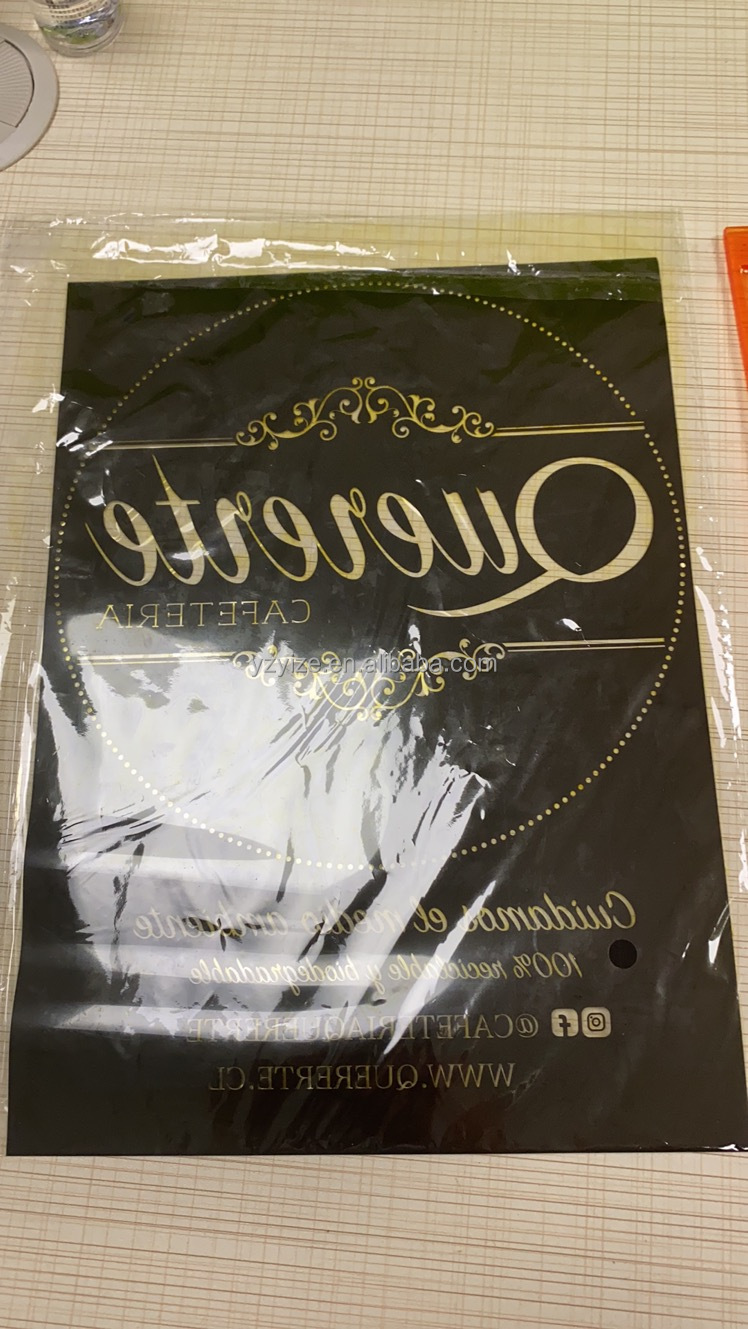 Quererte
CAFETERIA
yzyize.en.alibaba.com
Cuidamos el medio ambiente
100% reciclable y biodegradable
@CAFETERIAQUERERTE
WWW.QUERERTE.CL